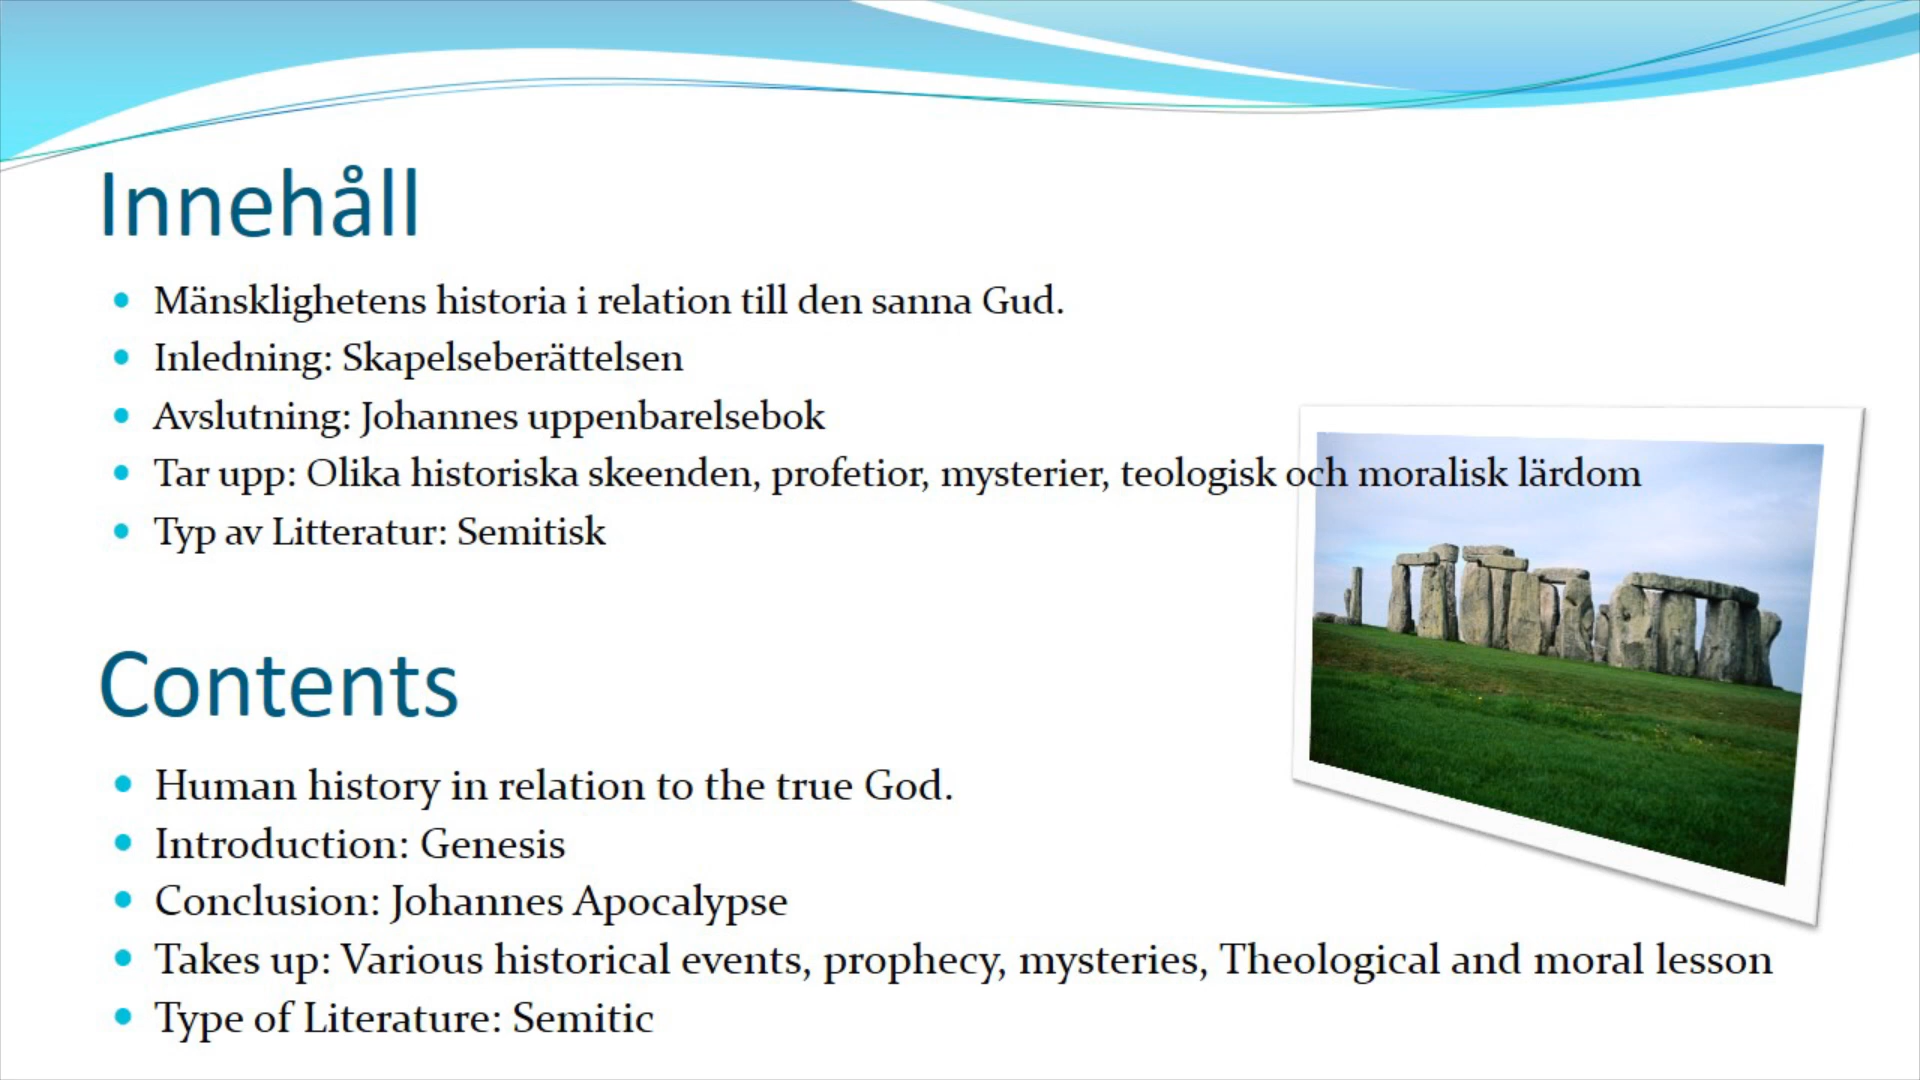 Innehåll
Mänsklighetens historia i relation till den sanna Gud.
Inledning: Skapelseberättelsen
Avslutning: Johannes uppenbarelsebok
Tar upp: Olika historiska skeenden, profetior, mysterier, teologisk och moralisk lärdom
Typ av Litteratur: Semitisk
Contents
Human history in relation to the true God.
Introduction: Genesis
Conclusion: Johannes Apocalypse
Takes up: Various historical events, prophecy, mysteries, Theological and moral lesson
Type of Literature: Semitic